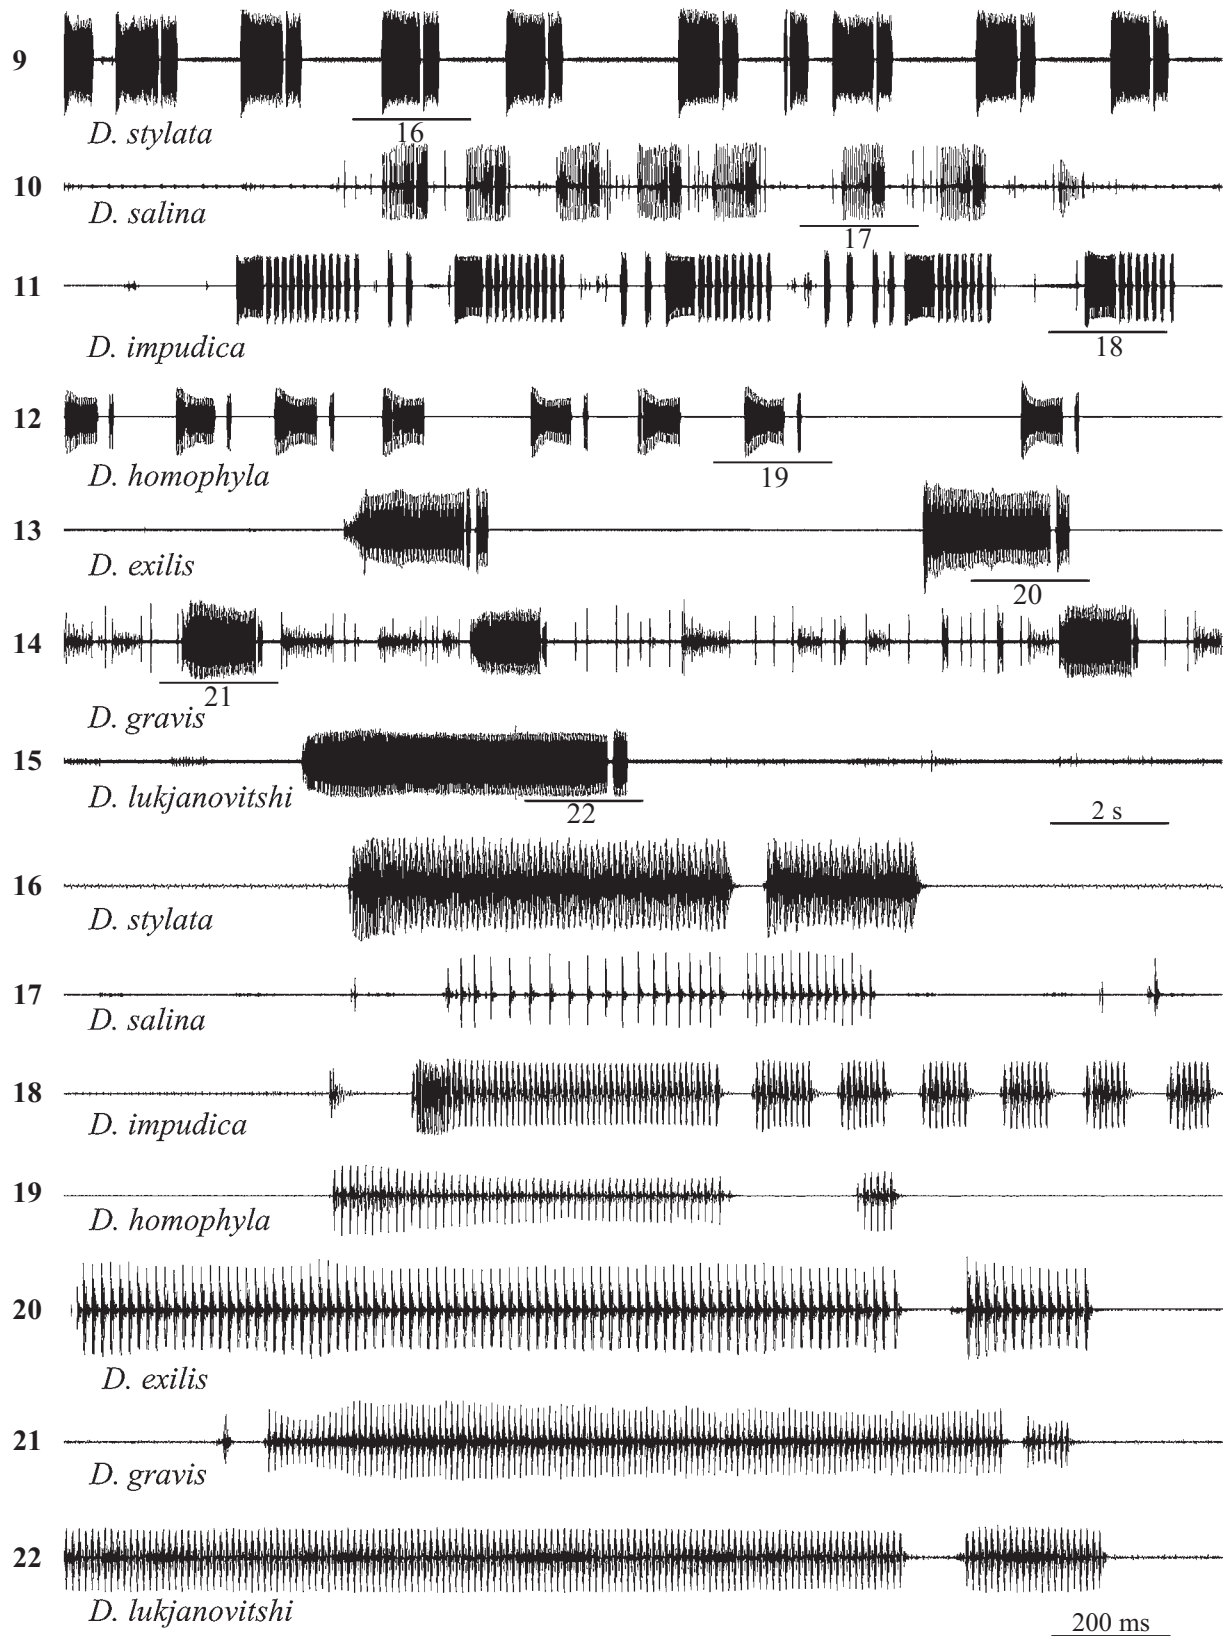 9
D. stylata
16
10
D. salina
17
11
D. impudica
18
12
D. homophyla
19
13
D. exilis
20
14
21
D. gravis
15
D. lukjanovitshi
22
2 s
16
D. stylata
17
D. salina
18
D. impudica
19
D. homophyla
20
D. exilis
21
D. gravis
22
D. lukjanovitshi
200 ms